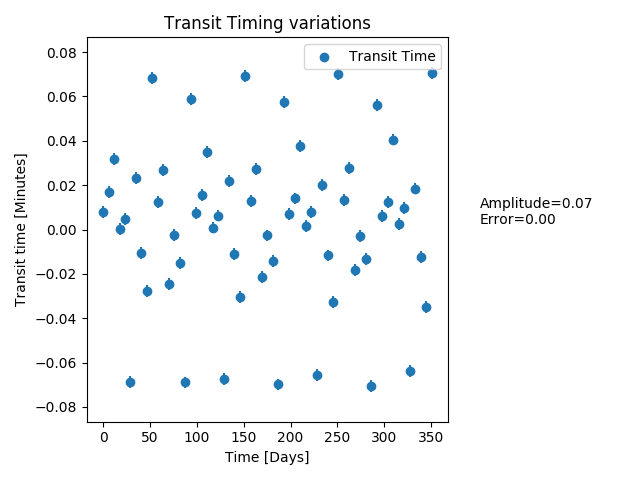 Transit Timing variations
Transit Time
0.08
0.06
0.04
0.02
0.00
−0.02
−0.04
−0.06
−0.08
Transit time [Minutes]
0 50 100 150 200 250 300 350
Time [Days]
Amplitude=0.07
Error=0.00